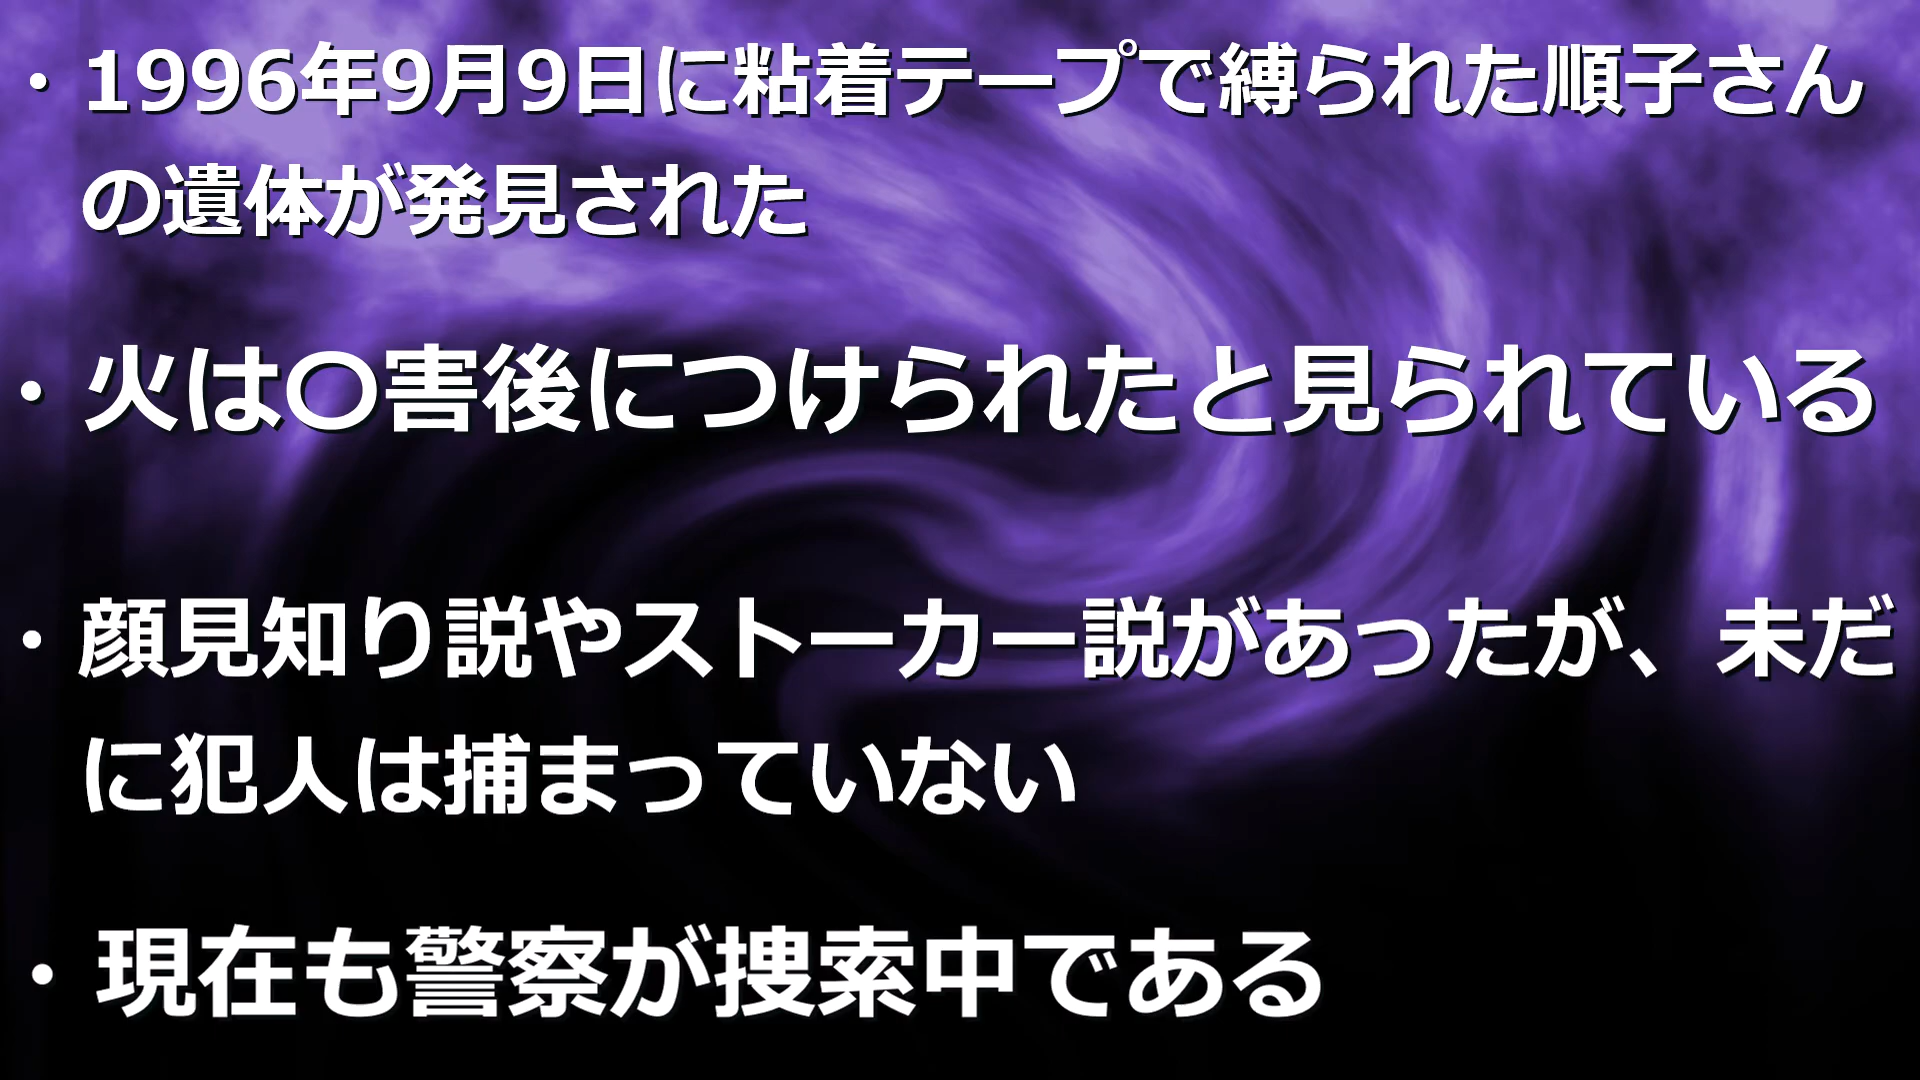 ・1996年9月9日に粘着テープで縛られた順子さん
の遺体が発見された
・火は〇害後につけられたと見られている
・顔見知り説やストーカー説があったが、未だ
に犯人は捕まっていない
・現在も警察が捜索中である